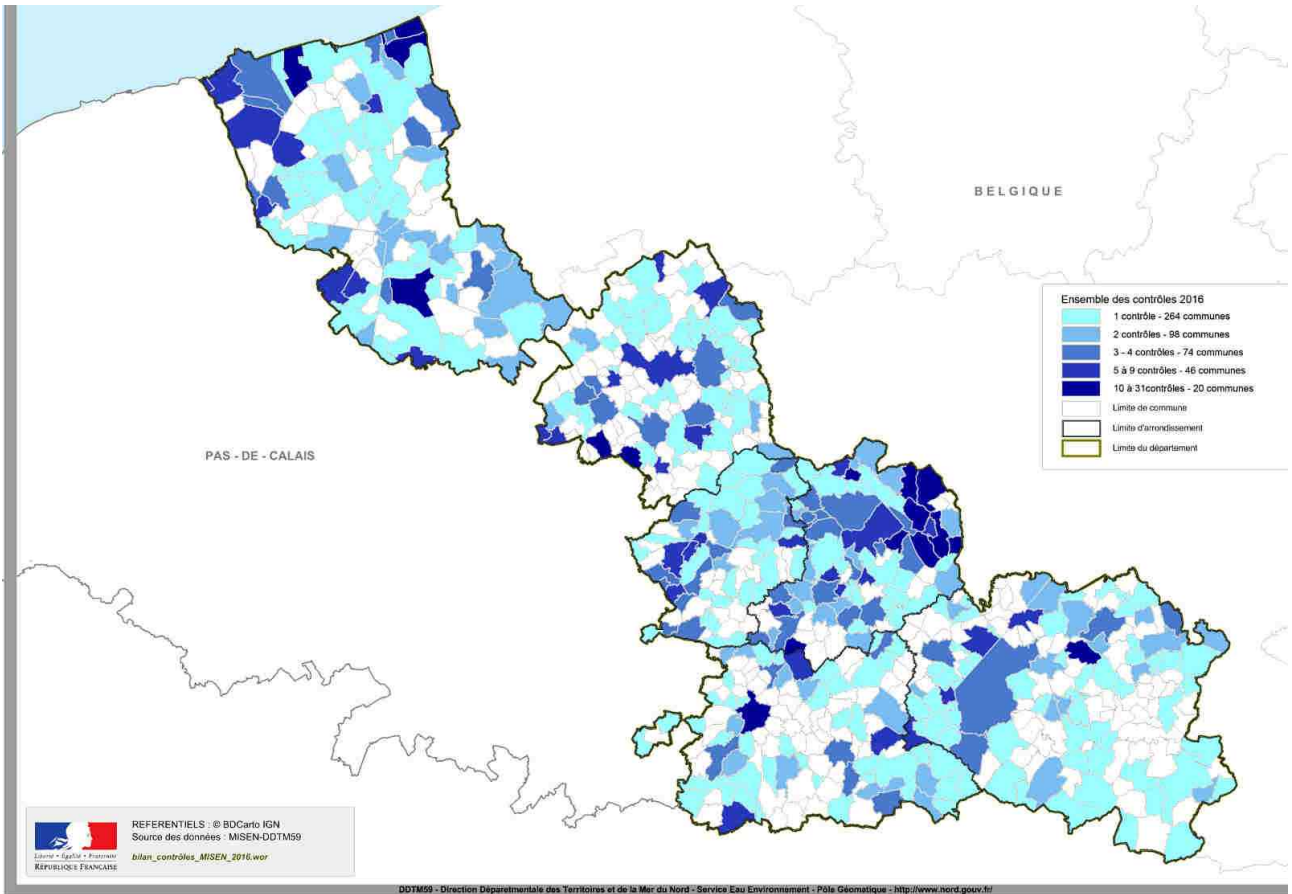 BELGIQUE
PAS - DE - CALAIS
Ensemble des contrôles 2016
1 contrôle - 264 communes
2 contrôles - 98 communes
3 - 4 contrôles - 74 communes
5 à 9 contrôles - 46 communes
10 à 31contrôles - 20 communes
Limite de commune
Limite d'arrondissement
Limite du département
REFERENTIELS : © BDCarto IGN
Source des données : MISEN-DDTM59
bilan_contrôles_MISEN_2016.wor
Liberté • Égalité • Fraternité
RÉPUBLIQUE FRANÇAISE
DDTM59 - Direction Déparetmentale des Territoires et de la Mer du Nord - Service Eau Environnement - Pôle Géomatique - http://www.nord.gouv.fr/